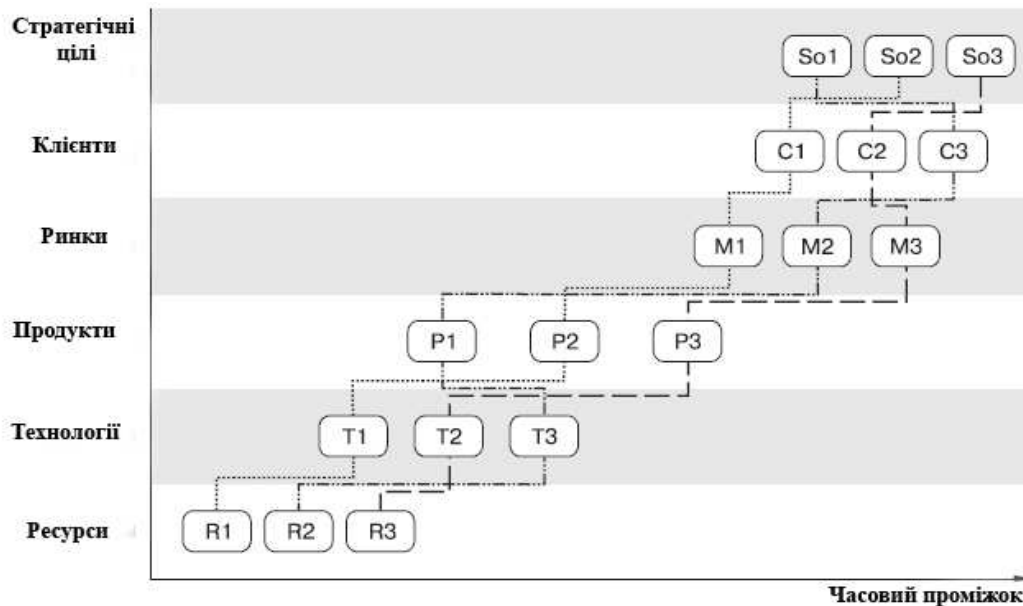 Стратегічні
цілі
So1 So2 So3
Клієнти
C1 C2 C3
Ринки
M1 M2 M3
Продукти
P1 P2 P3
Технології
T1 T2 T3
Ресурси
R1 R2 R3
Часовий проміжок